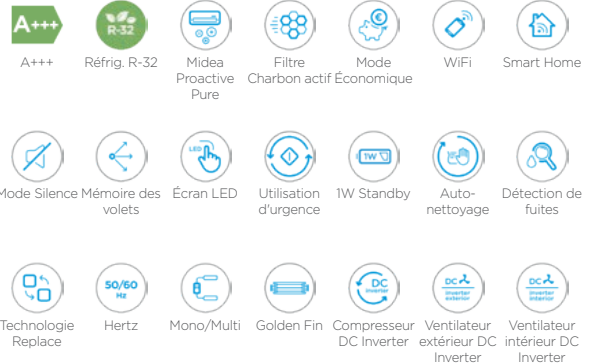 A+++
R-32
A+++
Réfrig. R-32
Midea
Proactive
Pure
Filtre
Charbon actif
Mode
Économique
WiFi
Smart Home
LED
1W
Mode Silence
Mémoire des
volets
Écran LED
Utilisation
d'urgence
1W Standby
Auto-
nettoyage
Détection de
fuites
50/60
Hz
DC
inverter
DC
inverter
exterior
DC
inverter
interior
Technologie
Replace
Hertz
Mono/Multi
Golden Fin
Compresseur
DC Inverter
Ventilateur
extérieur DC
Inverter
Ventilateur
intérieur DC
Inverter